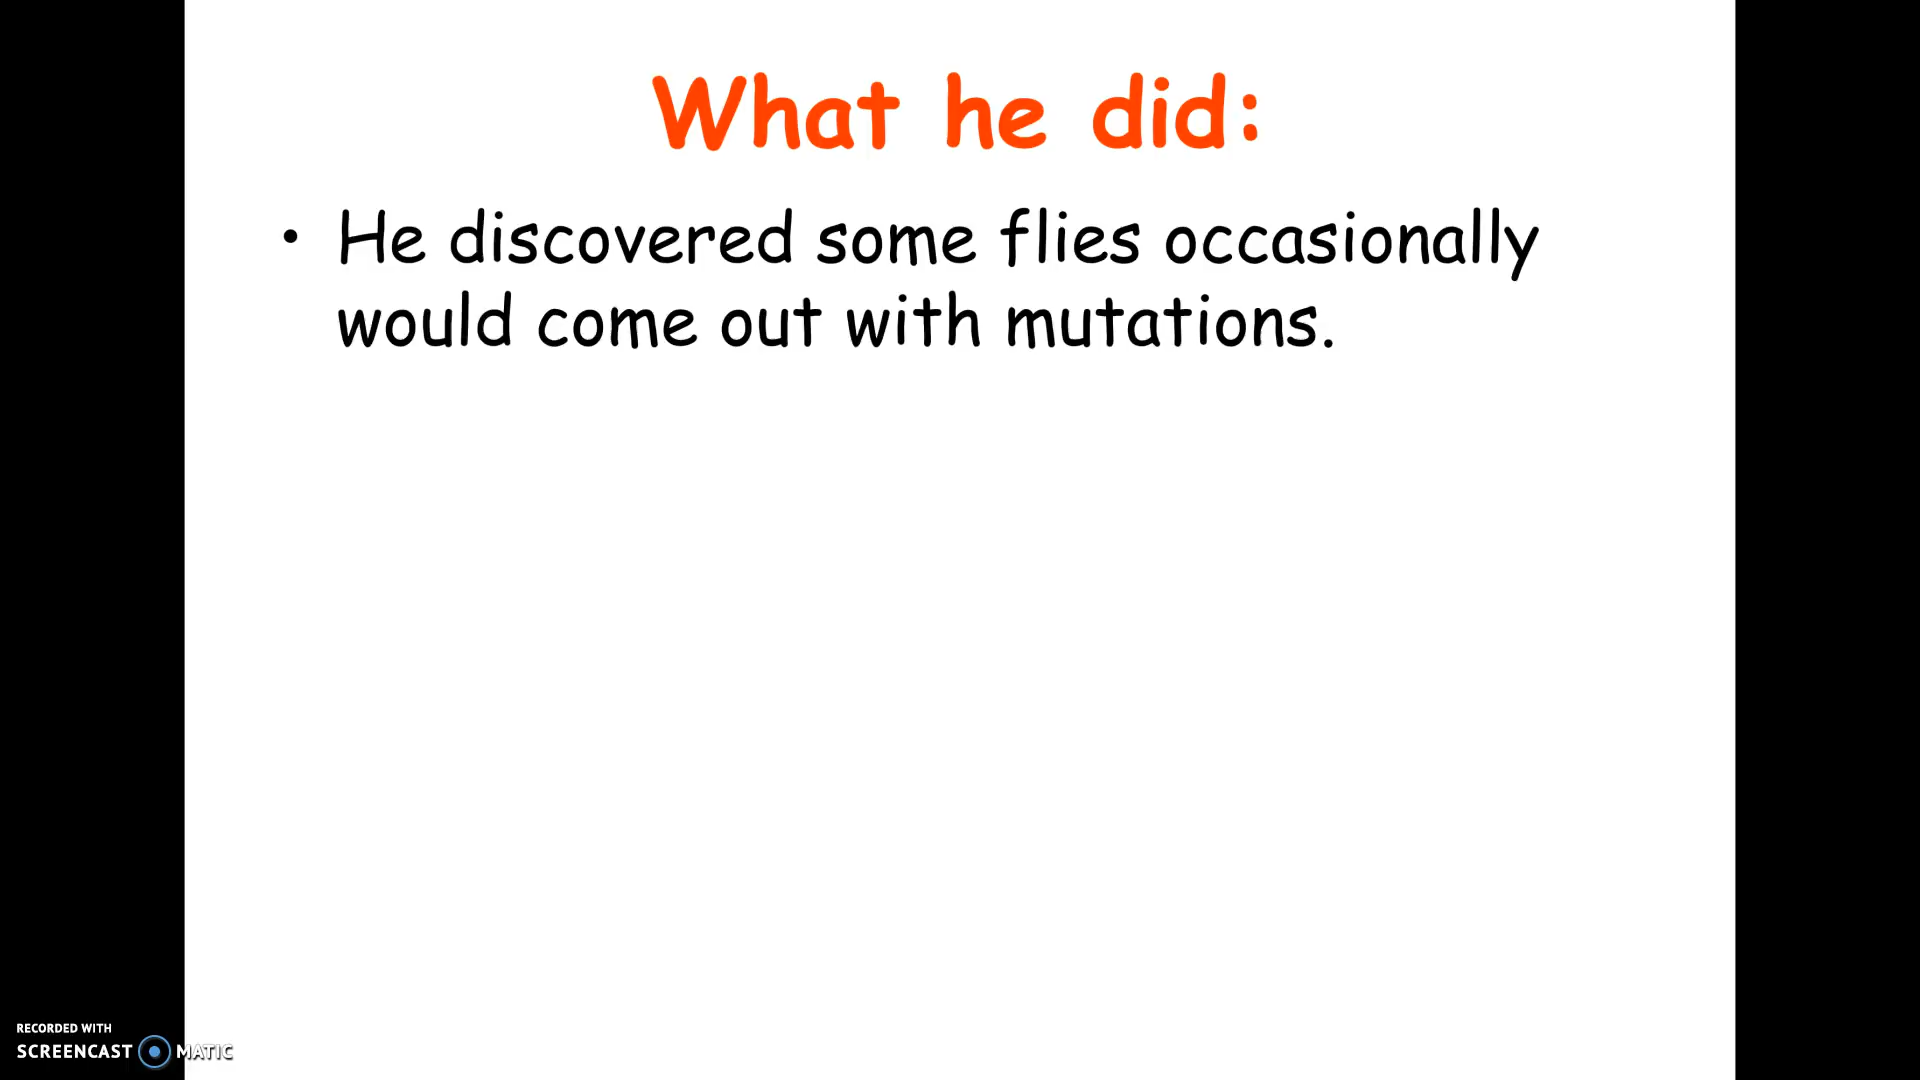 What he did:
• He discovered some flies occasionally
would come out with mutations.
RECORDED WITH
SCREENCAST MATIC